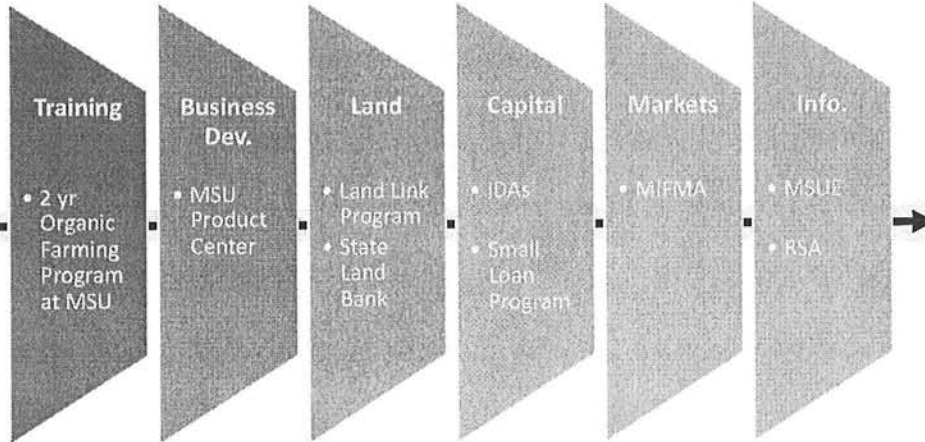 Training
• 2 yr
Organic
Farming
Program
at MSU
Business
Dev.
• MSU
Product
Center
Land
• Land Link
Program
• State
Land
Bank
Capital
• IDAs
• Small
Loan
Program
Markets
• MIFMA
Info.
• MSUE
• RSA